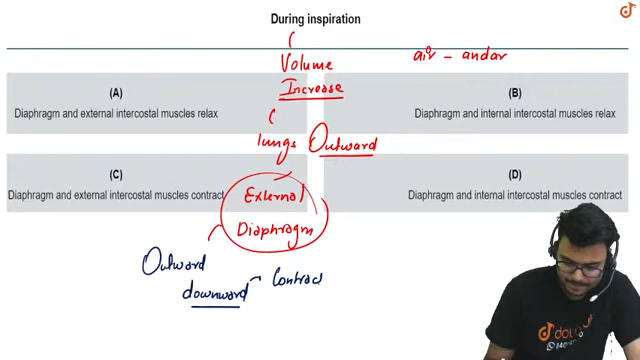 During inspiration
Volume
air - andar
Increase
(A)
Diaphragm and external intercostal muscles relax
(B)
Diaphragm and internal intercostal muscles relax
lungs Outward
(C)
Diaphragm and external intercostal muscles contract
(D)
Diaphragm and internal intercostal muscles contract
External
Diaphragm
Outward
downward - Contract